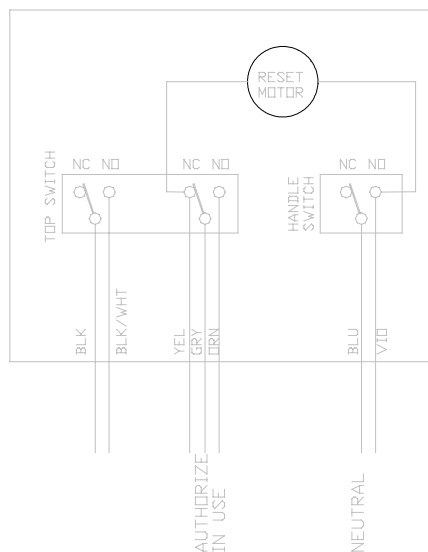 RESET
MOTOR
NC NO
NC NO
NC NO
TOP SWITCH
HANDLE
SWITCH
BLK
BLK/WHT
YEL
GRY
ORN
BLU
VIO
AUTHORIZE
IN USE
NEUTRAL